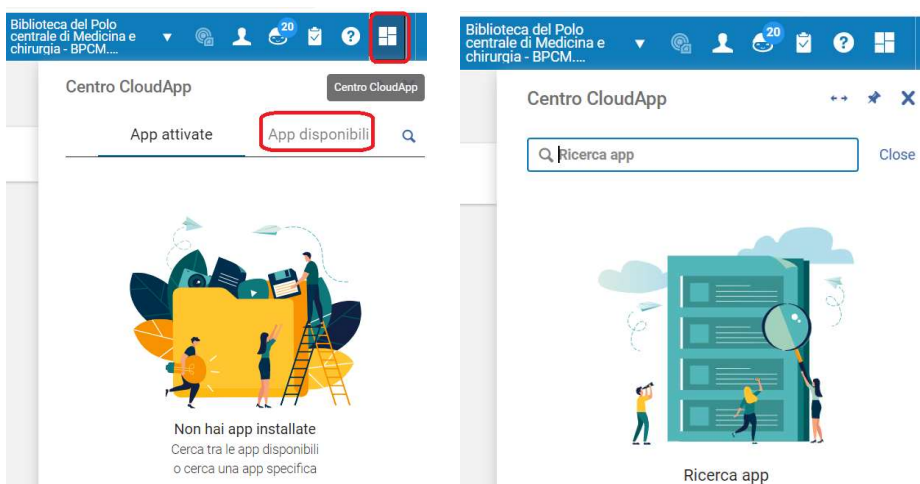 Biblioteca del Polo
centrale di Medicina e
chirurgia - BPCM....
20
Centro CloudApp
Centro CloudApp
App attivate
App disponibili
Non hai app installate
Cerca tra le app disponibili
o cerca una app specifica
Biblioteca del Polo
centrale di Medicina e
chirurgia - BPCM....
20
Centro CloudApp
Ricerca app
Close
Ricerca app